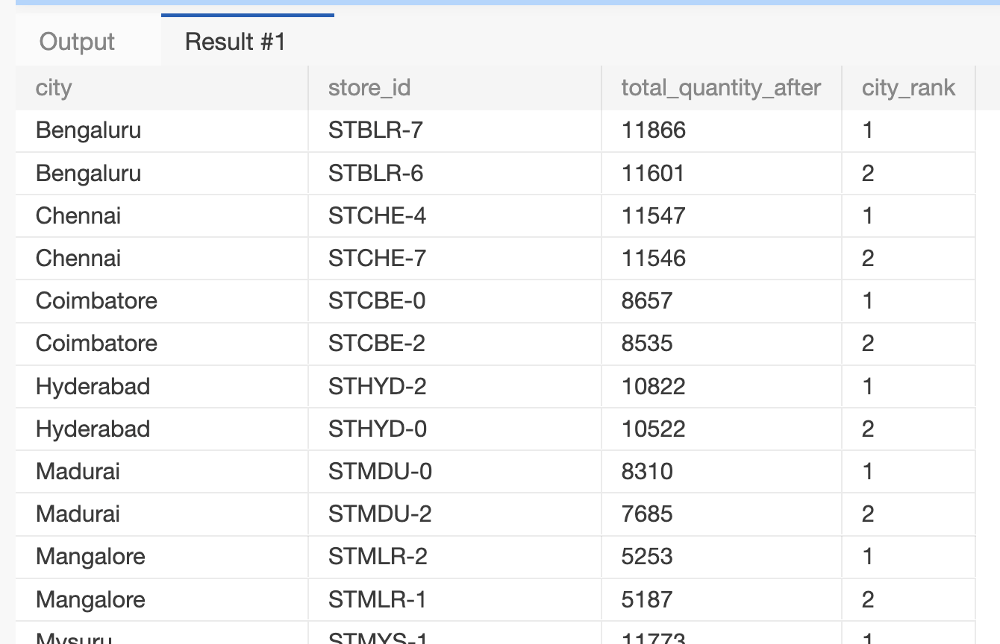 Output Result #1
city store_id total_quantity_after city_rank
Bengaluru STBLR-7 11866 1
Bengaluru STBLR-6 11601 2
Chennai STCHE-4 11547 1
Chennai STCHE-7 11546 2
Coimbatore STCBE-0 8657 1
Coimbatore STCBE-2 8535 2
Hyderabad STHYD-2 10822 1
Hyderabad STHYD-0 10522 2
Madurai STMDU-0 8310 1
Madurai STMDU-2 7685 2
Mangalore STMLR-2 5253 1
Mangalore STMLR-1 5187 2
Mysuru STMYS-1 11773 1